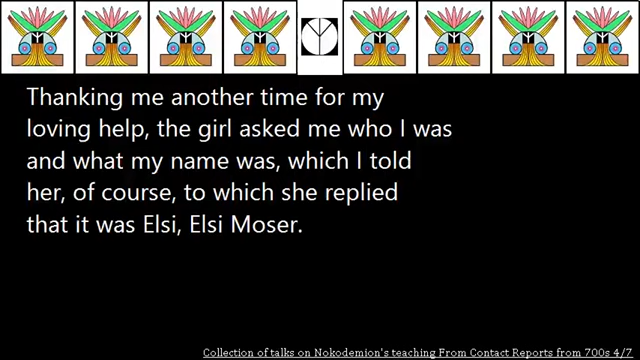 Thanking me another time for my
loving help, the girl asked me who I was
and what my name was, which I told
her, of course, to which she replied
that it was Elsi, Elsi Moser.
Collection of talks on Nokodemion's teaching From Contact Reports from 700s 4/7